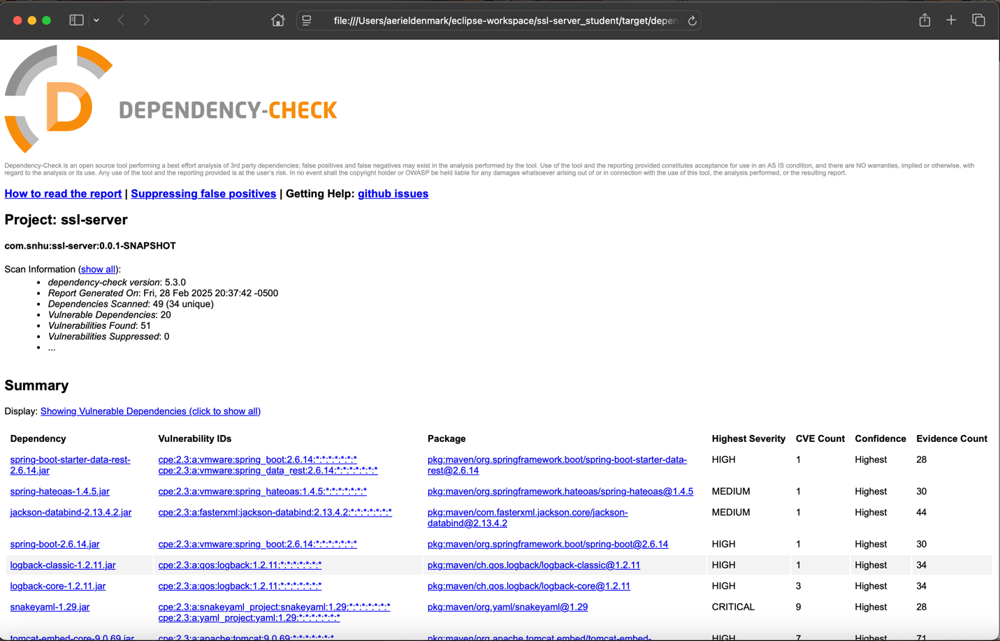 file:///Users/aerieldenmark/eclipse-workspace/ssl-server_student/target/depen
DEPENDENCY-CHECK
Dependency-Check is an open source tool performing a best effort analysis of 3rd party dependencies; false positives and false negatives may exist in the analysis performed by the tool. Use of the tool and the reporting provided constitutes acceptance for use in an AS IS condition, and there are NO warranties, implied or otherwise, with
regard to the analysis or its use. Any use of the tool and the reporting provided is at the user's risk. In no event shall the copyright holder or OWASP be held liable for any damages whatsoever arising out of or in connection with the use of this tool, the analysis performed, or the resulting report.
How to read the report | Suppressing false positives | Getting Help: github issues
Project: ssl-server
com.snhu:ssl-server:0.0.1-SNAPSHOT
Scan Information (show all):
• dependency-check version: 5.3.0
• Report Generated On: Fri, 28 Feb 2025 20:37:42 -0500
• Dependencies Scanned: 49 (34 unique)
• Vulnerable Dependencies: 20
• Vulnerabilities Found: 51
• Vulnerabilities Suppressed: 0
• ...
Summary
Display: Showing Vulnerable Dependencies (click to show all)
Dependency Vulnerability IDs Package Highest Severity CVE Count Confidence Evidence Count
spring-boot-starter-data-rest- cpe:2.3:a:vmware:spring_boot:2.6.14:*:*:*:*:*:*:* pkg:maven/org.springframework.boot/spring-boot-starter-data- HIGH 1 Highest 28
2.6.14.jar cpe:2.3:a:vmware:spring_data_rest:2.6.14:*:*:*:*:*:*:* rest@2.6.14
spring-hateoas-1.4.5.jar cpe:2.3:a:vmware:spring_hateoas:1.4.5:*:*:*:*:*:*:* pkg:maven/org.springframework.hateoas/spring-hateoas@1.4.5 MEDIUM 1 Highest 30
jackson-databind-2.13.4.2.jar cpe:2.3:a:fasterxml:jackson-databind:2.13.4.2:*:*:*:*:*:*:* pkg:maven/com.fasterxml.jackson.core/jackson- MEDIUM 1 Highest 44
databind@2.13.4.2
spring-boot-2.6.14.jar cpe:2.3:a:vmware:spring_boot:2.6.14:*:*:*:*:*:*:* pkg:maven/org.springframework.boot/spring-boot@2.6.14 HIGH 1 Highest 30
logback-classic-1.2.11.jar cpe:2.3:a:qos:logback:1.2.11:*:*:*:*:*:*:* pkg:maven/ch.qos.logback/logback-classic@1.2.11 HIGH 1 Highest 34
logback-core-1.2.11.jar cpe:2.3:a:qos:logback:1.2.11:*:*:*:*:*:*:* pkg:maven/ch.qos.logback/logback-core@1.2.11 HIGH 3 Highest 34
snakeyaml-1.29.jar cpe:2.3:a:snakeyaml_project:snakeyaml:1.29:*:*:*:*:*:*:* pkg:maven/org.yaml/snakeyaml@1.29 CRITICAL 9 Highest 28
cpe:2.3:a:yaml_project:yaml:1.29:*:*:*:*:*:*:*
tomcat-embed-core-9.0.69.jar cpe:2.3:a:apache:tomcat:9.0.69:*:*:*:*:*:*:* pkg:maven/org.apache.tomcat.embed/tomcat-embed- HIGH 7 Highest 71